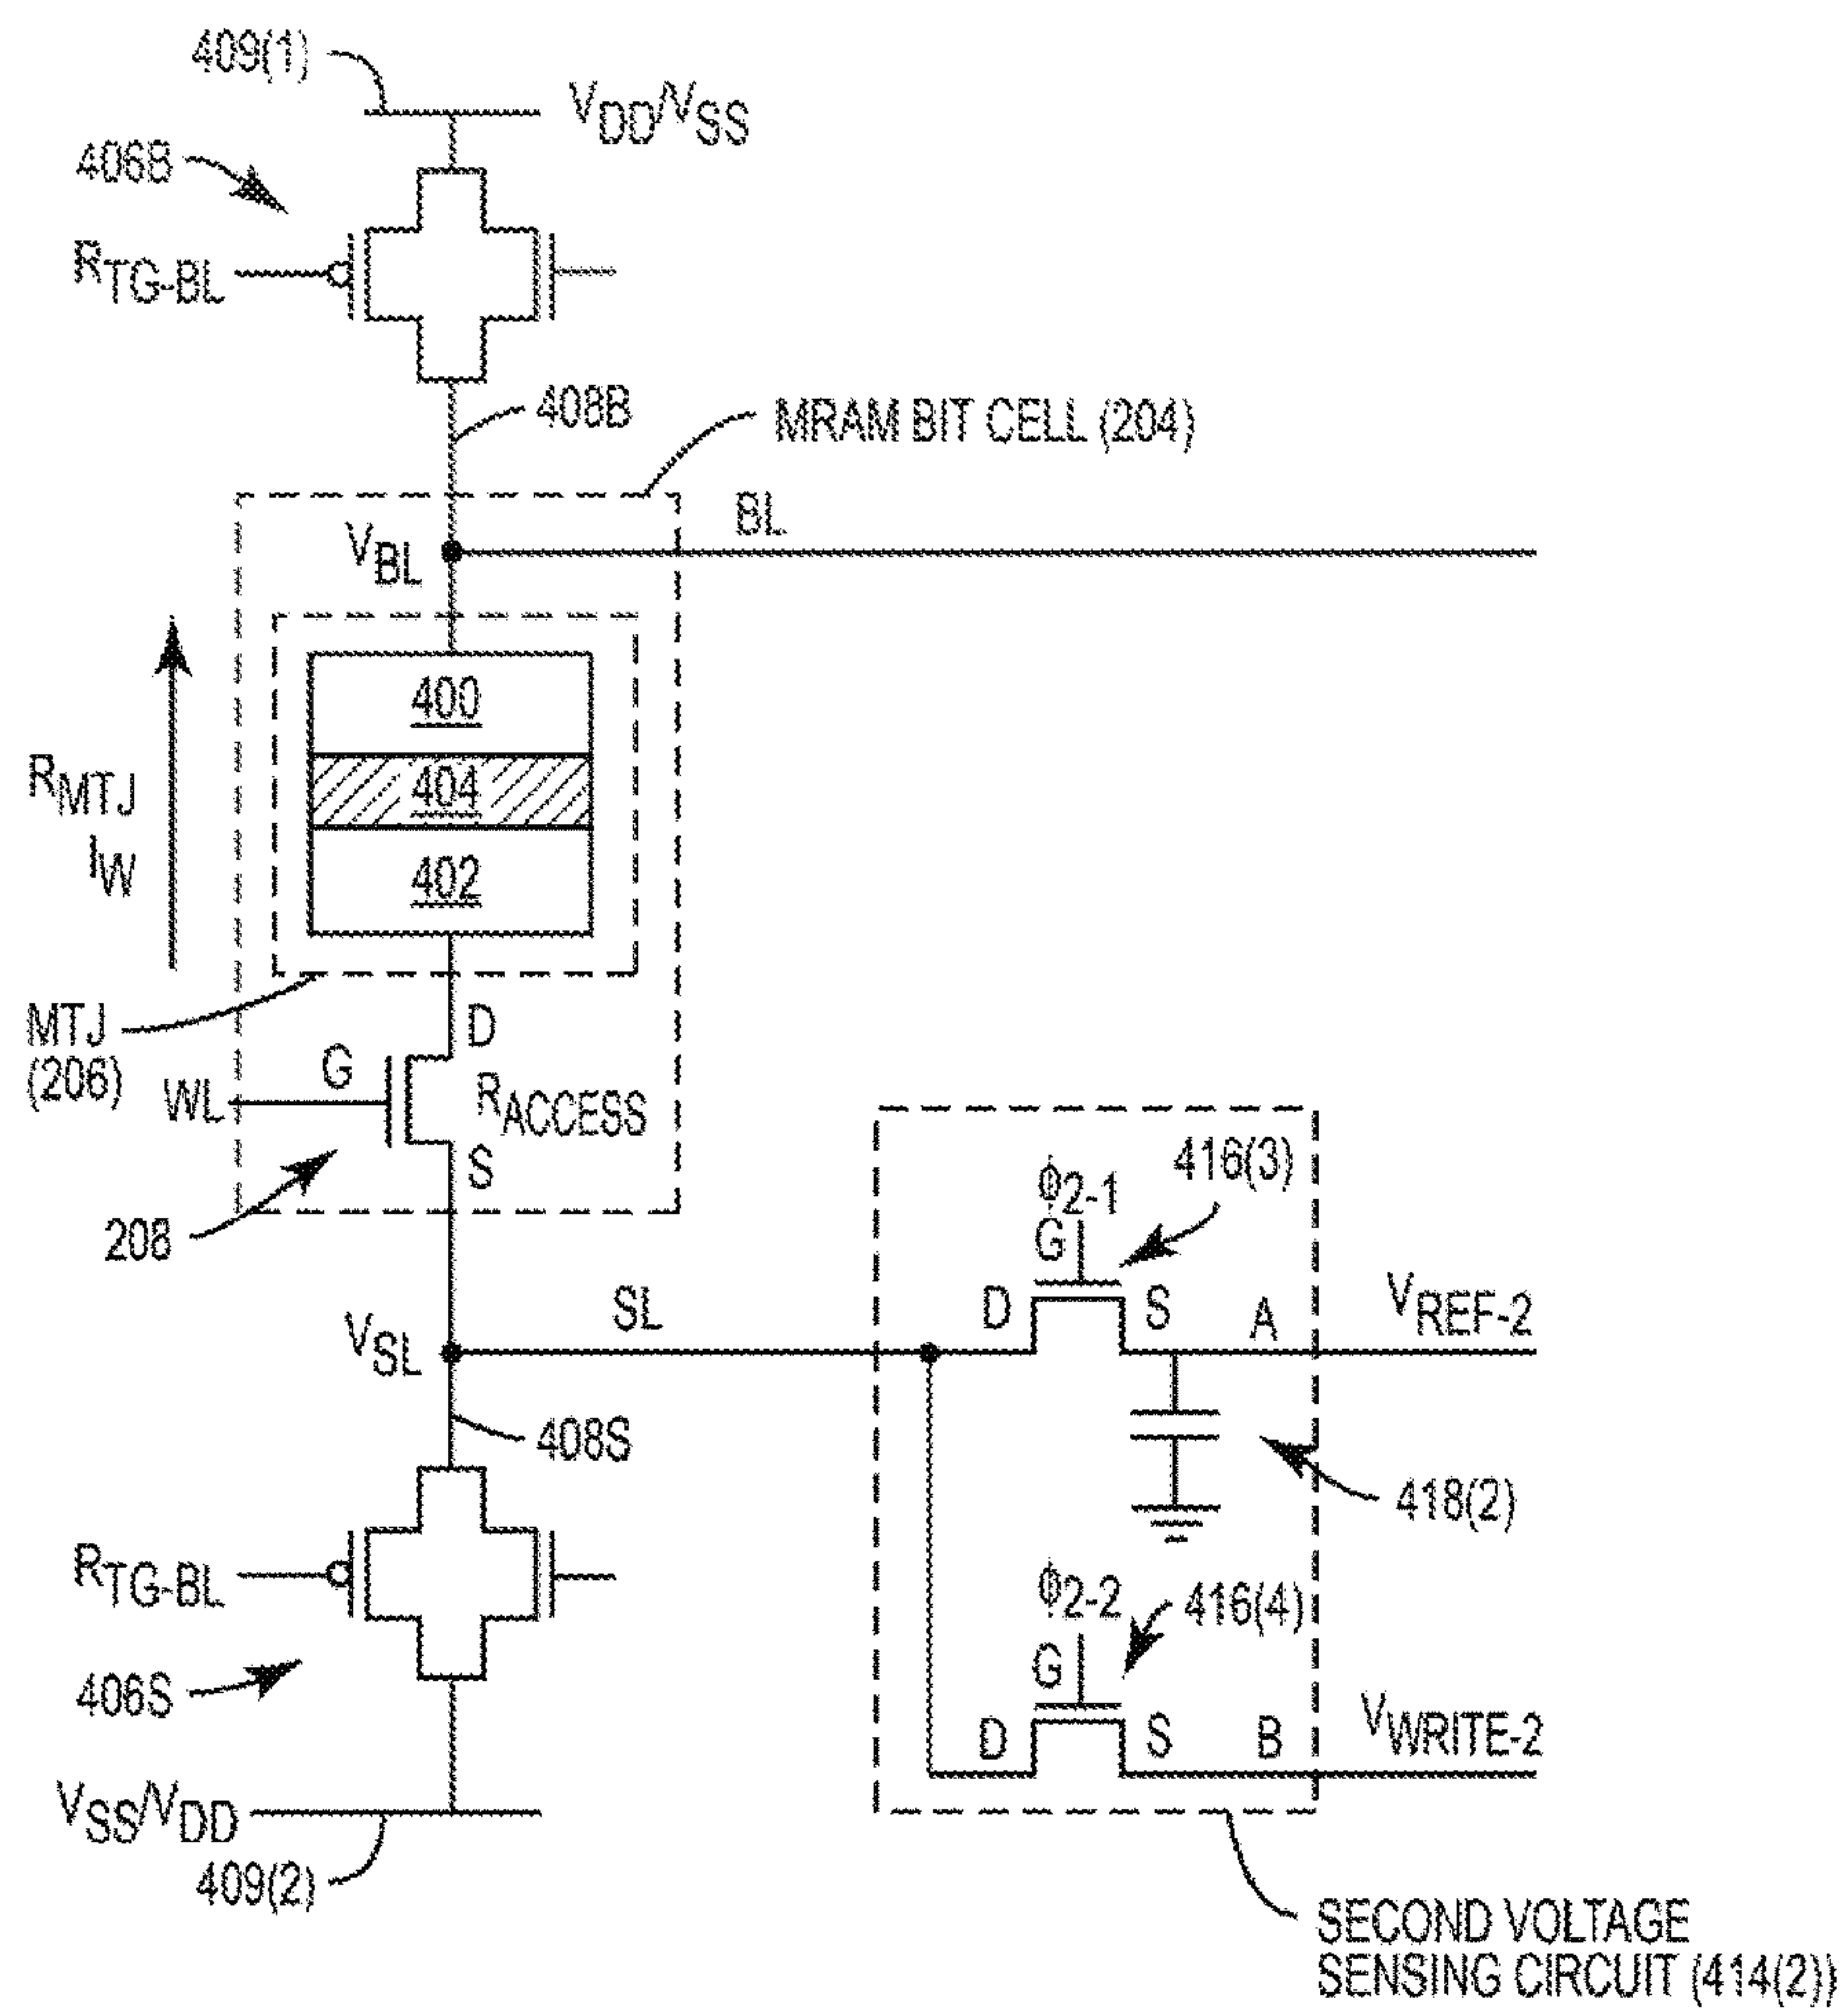 409(1)
VDD/VSS
406B
RTG-BL
408B
MRAM BIT CELL (204)
BL
VBL
400
404
402
RMTJ
IW
MTJ
(206)
D
G
WL
RACCESS
S
208
ϕ2-1
416(3)
G
D
S
A
VREF-2
VSL
SL
408S
418(2)
RTG-BL
ϕ2-2
416(4)
G
406S
D
S
B
VWRITE-2
VSS/VDD
409(2)
SECOND VOLTAGE
SENSING CIRCUIT (414(2))